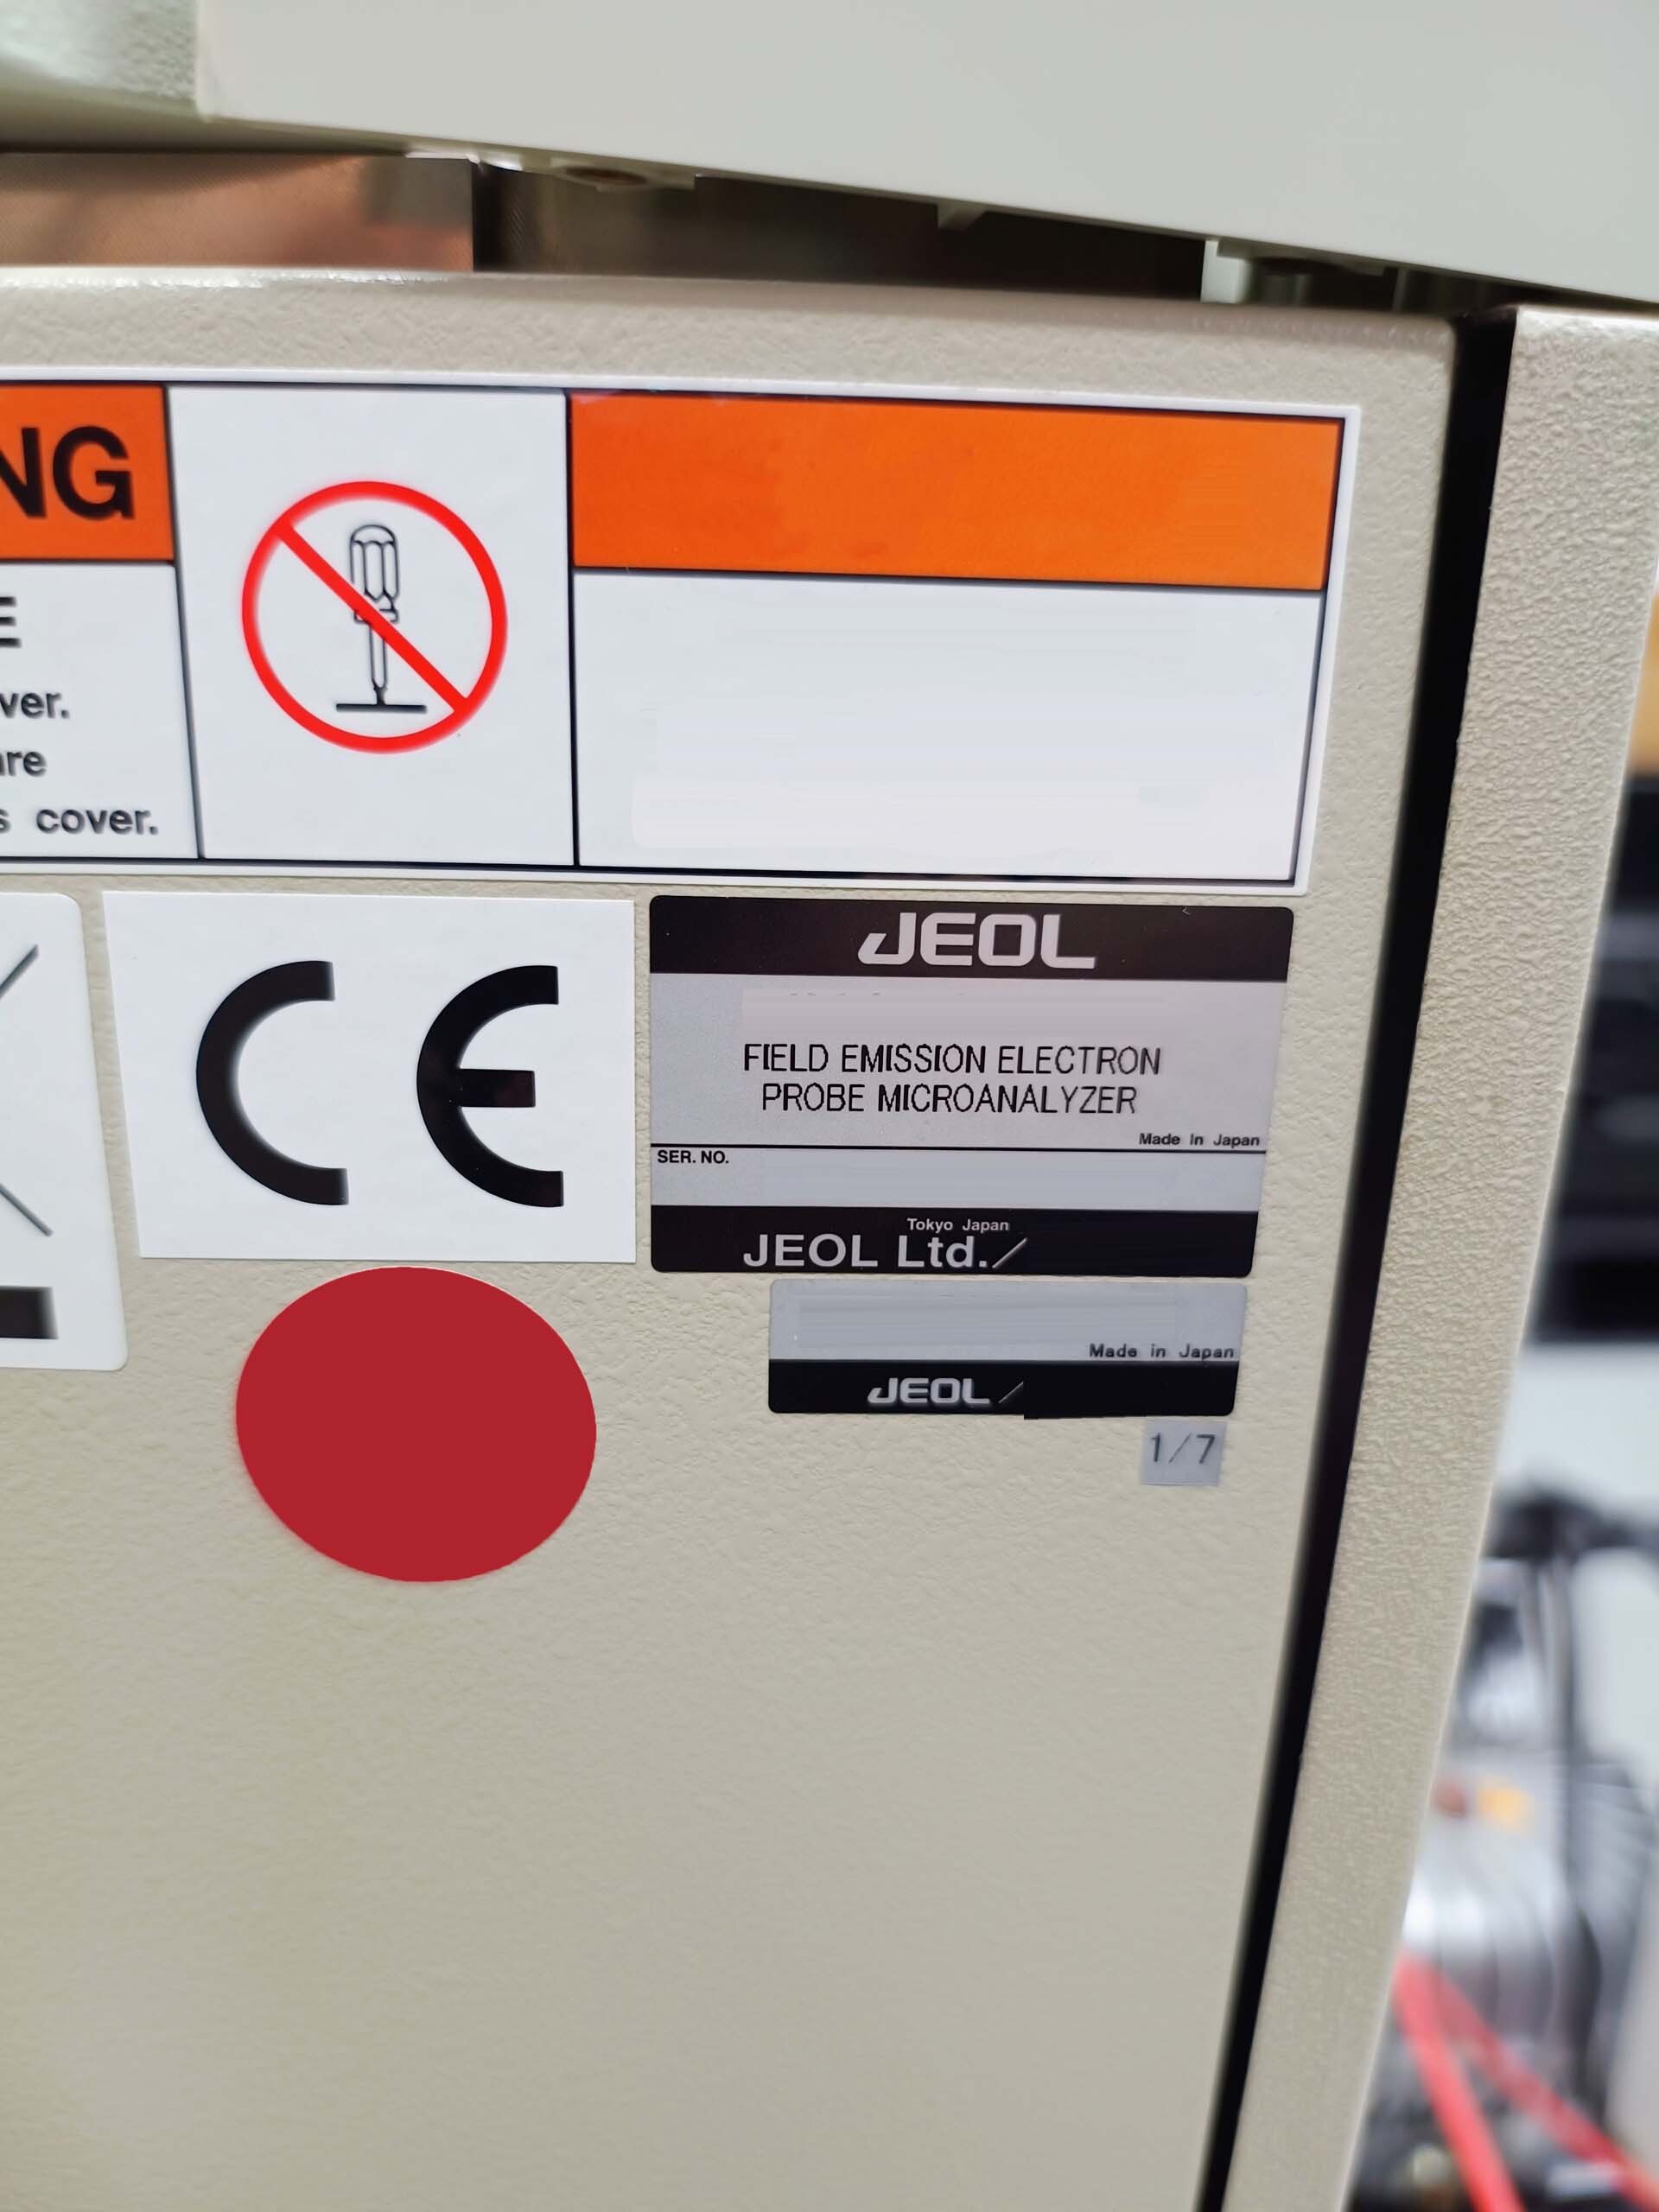 NG
E
ver.
are
s cover.
CE
JEOL
FIELD EMISSION ELECTRON
PROBE MICROANALYZER
Made in Japan
SER. NO.
Tokyo Japan
JEOL Ltd.
Made in Japan
JEOL
1/7